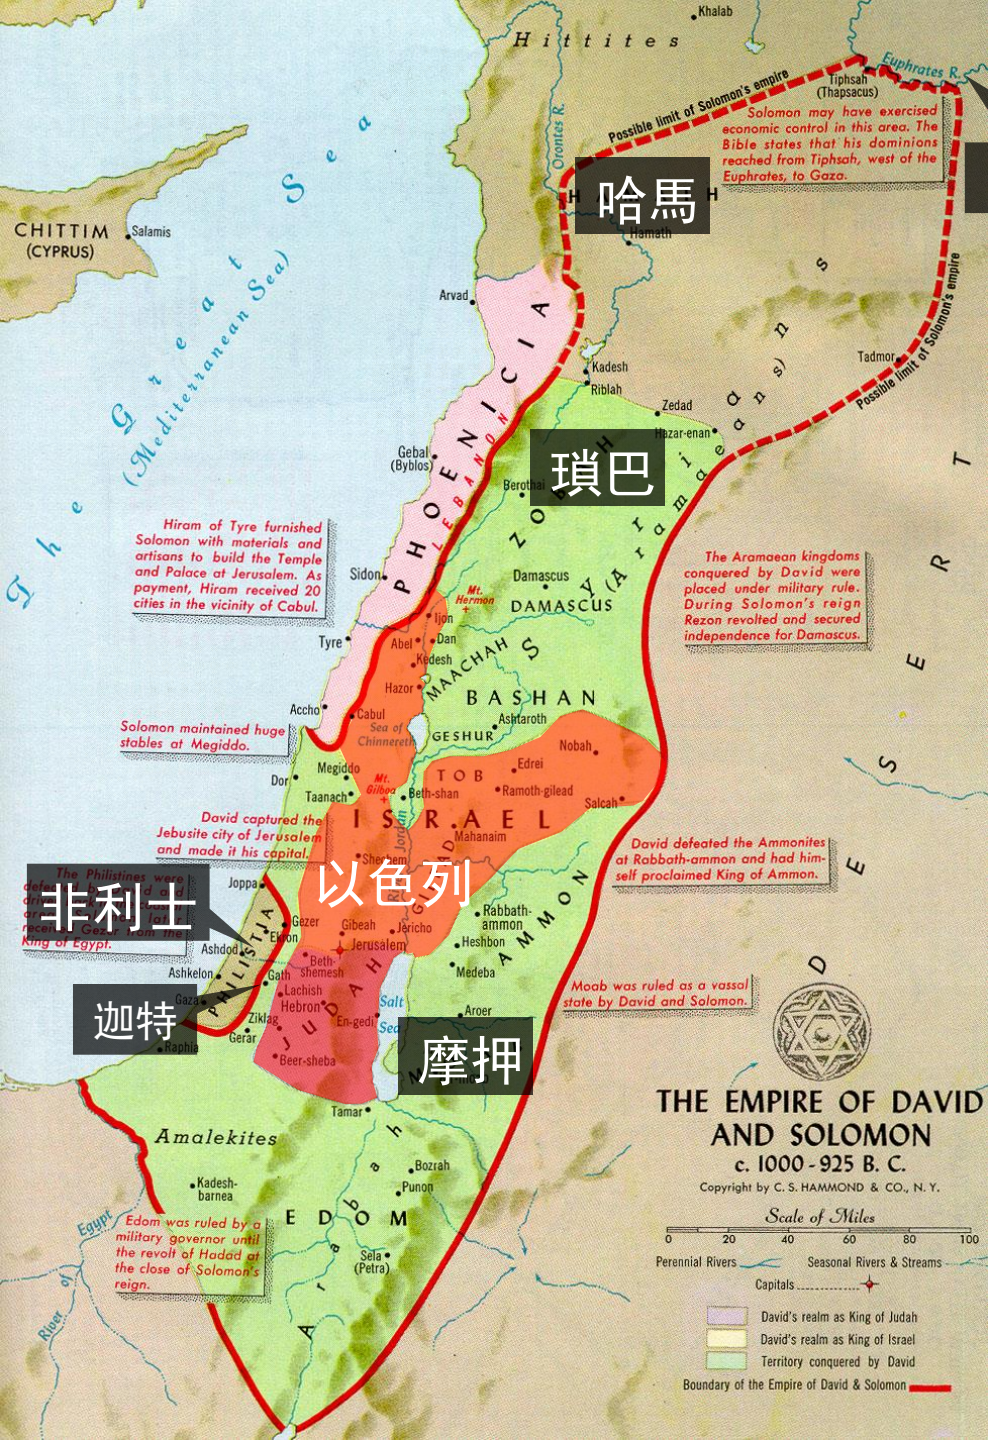 Khalab
Hittites
Euphrates R.
Tiphsah
(Thapsacus)
Possible limit of Solomon's empire
Orontes R.
Solomon may have exercised
economic control in this area. The
Bible states that his dominions
reached from Tiphsah, west of the
Euphrates, to Gaza.
哈馬
H
H
Hamath
CHITTIM
(CYPRUS)
Salamis
The Great Sea
(Mediterranean Sea)
Arvad
PHOENICIA
LEBANON
Kadesh
Riblah
Zedad
Hazar-enan
Tadmor
Possible limit of Solomon's empire
Gebal
(Byblos)
瑣巴
Berothai
Syrians
(Aramaeans)
DESERT
Hiram of Tyre furnished
Solomon with materials and
artisans to build the Temple
and Palace at Jerusalem. As
payment, Hiram received 20
cities in the vicinity of Cabul.
The Aramaean kingdoms
conquered by David were
placed under military rule.
During Solomon's reign
Rezon revolted and secured
independence for Damascus.
Sidon
Damascus
DAMASCUS
Mt.
Hermon
Ijon
Tyre
Abel
Dan
Kedesh
MAACHAH
Hazor
BASHAN
Accho
Cabul
Ashtaroth
Sea of
Chinnereth
GESHUR
Solomon maintained huge
stables at Megiddo.
Nobah
Edrei
TOB
Megiddo
Dor
Mt.
Gilboa
Taanach
Beth-shan
Ramoth-gilead
Salcah
ISRAEL
Jordan
Mahanaim
David captured the
Jebusite city of Jerusalem
and made it his capital.
David defeated the Ammonites
at Rabbath-ammon and had him-
self proclaimed King of Ammon.
Shechem
以色列
GILEAD
Joppa
非利士
The Philistines were
King of Egypt.
PHILISTIA
Gezer
Ekron
Gibeah
Jerusalem
Jericho
Rabbath-
ammon
AMMON
Heshbon
Ashdod
Beth-
shemesh
Medeba
Ashkelon
Gath
Lachish
Hebron
JUDAH
Salt
Sea
En-gedi
Moab was ruled as a vassal
state by David and Solomon.
Gaza
迦特
Ziklag
Aroer
摩押
M
Raphia
Gerar
Beer-sheba
Tamar
Amalekites
Arabah
Bozrah
Punon
Kadesh-
barnea
EDOM
Sela
(Petra)
River of Egypt
Edom was ruled by a
military governor until
the revolt of Hadad at
the close of Solomon's
reign.
THE EMPIRE OF DAVID
AND SOLOMON
c. 1000-925 B. C.
Copyright by C. S. HAMMOND & CO., N. Y.
Scale of Miles
0 20 40 60 80 100
Perennial Rivers
Seasonal Rivers & Streams
Capitals
David's realm as King of Judah
David's realm as King of Israel
Territory conquered by David
Boundary of the Empire of David & Solomon